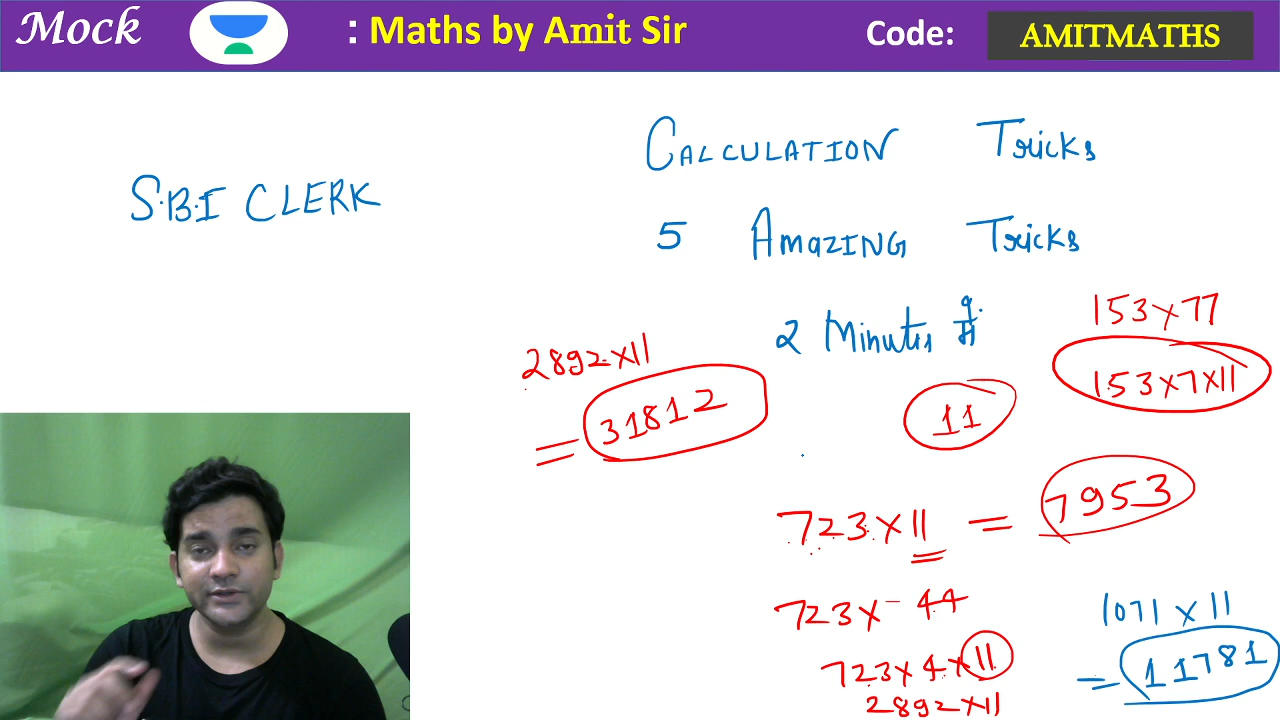 Mock : Maths by Amit Sir Code: AMITMATHS
CALCULATION Tricks
S.B.I CLERK
5 AMAZING Tricks
2 Minutes
153×77
2892×11
153×7×11
= 31812
11
723×11 = 7953
723× 44
1071 × 11
723×4×11
= 11781
2892×11